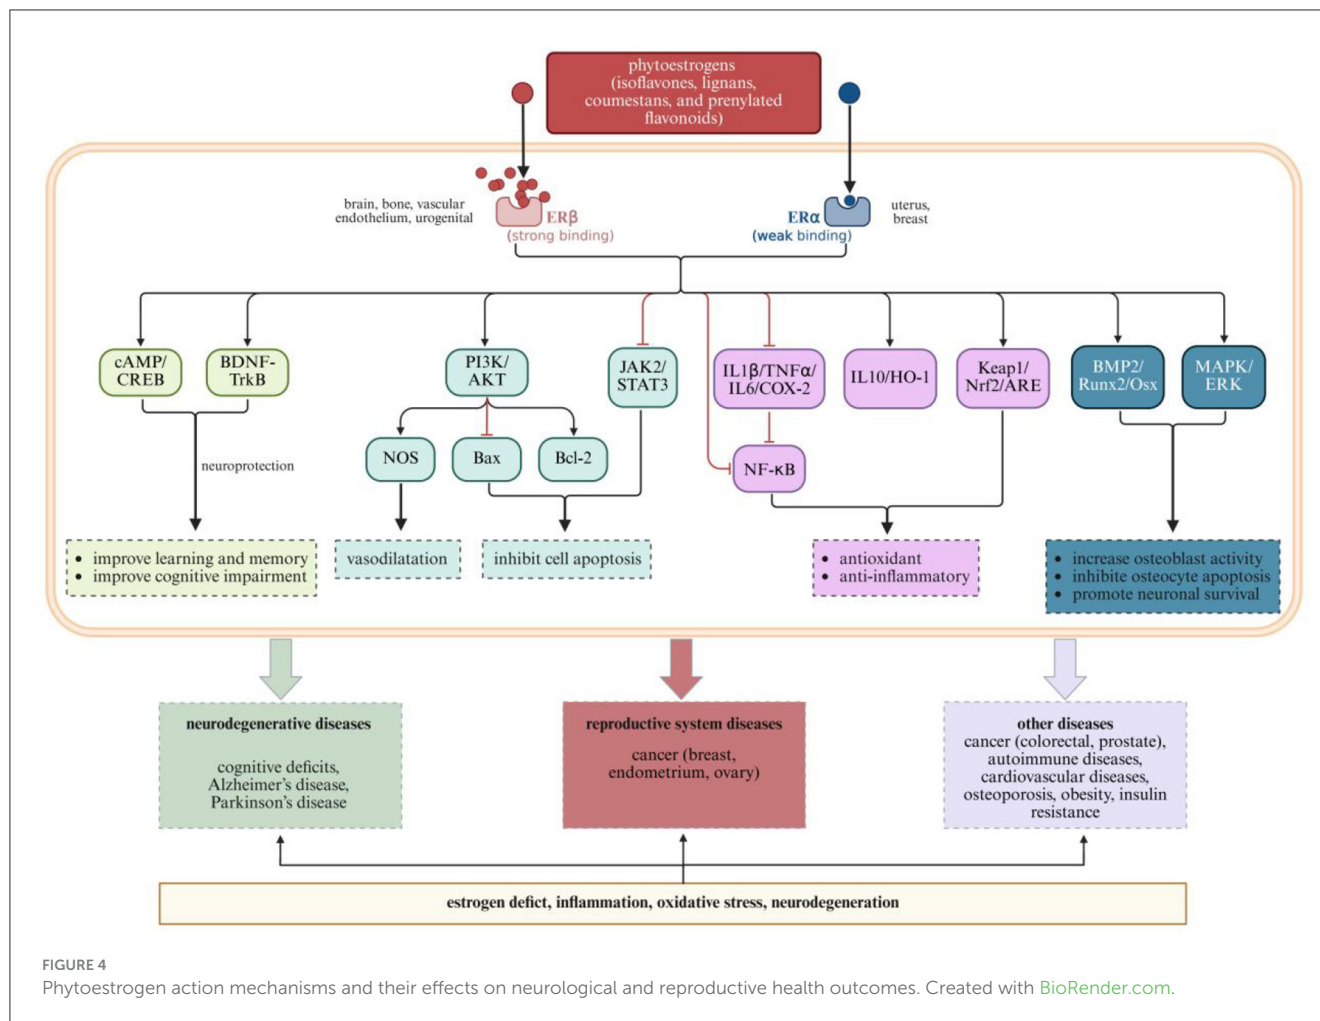 phytoestrogens
(isoflavones, lignans,
coumestans, and prenylated
flavonoids)
brain, bone, vascular
endothelium, urogenital
ERβ
(strong binding)
ERα
(weak binding)
uterus,
breast
cAMP/
CREB
BDNF-
TrkB
PI3K/
AKT
JAK2/
STAT3
IL1β/TNFα/
IL6/COX-2
IL10/HO-1
Keap1/
Nrf2/ARE
BMP2/
Runx2/Osx
MAPK/
ERK
neuroprotection
NOS
Bax
Bcl-2
NF-κB
• improve learning and memory
• improve cognitive impairment
vasodilatation
inhibit cell apoptosis
• antioxidant
• anti-inflammatory
• increase osteoblast activity
• inhibite osteocyte apoptosis
• promote neuronal survival
neurodegenerative diseases
cognitive deficits,
Alzheimer's disease,
Parkinson's disease
reproductive system diseases
cancer (breast,
endometrium, ovary)
other diseases
cancer (colorectal, prostate),
autoimmune diseases,
cardiovascular diseases,
osteoporosis, obesity, insulin
resistance
estrogen defict, inflammation, oxidative stress, neurodegeneration
FIGURE 4
Phytoestrogen action mechanisms and their effects on neurological and reproductive health outcomes. Created with BioRender.com.